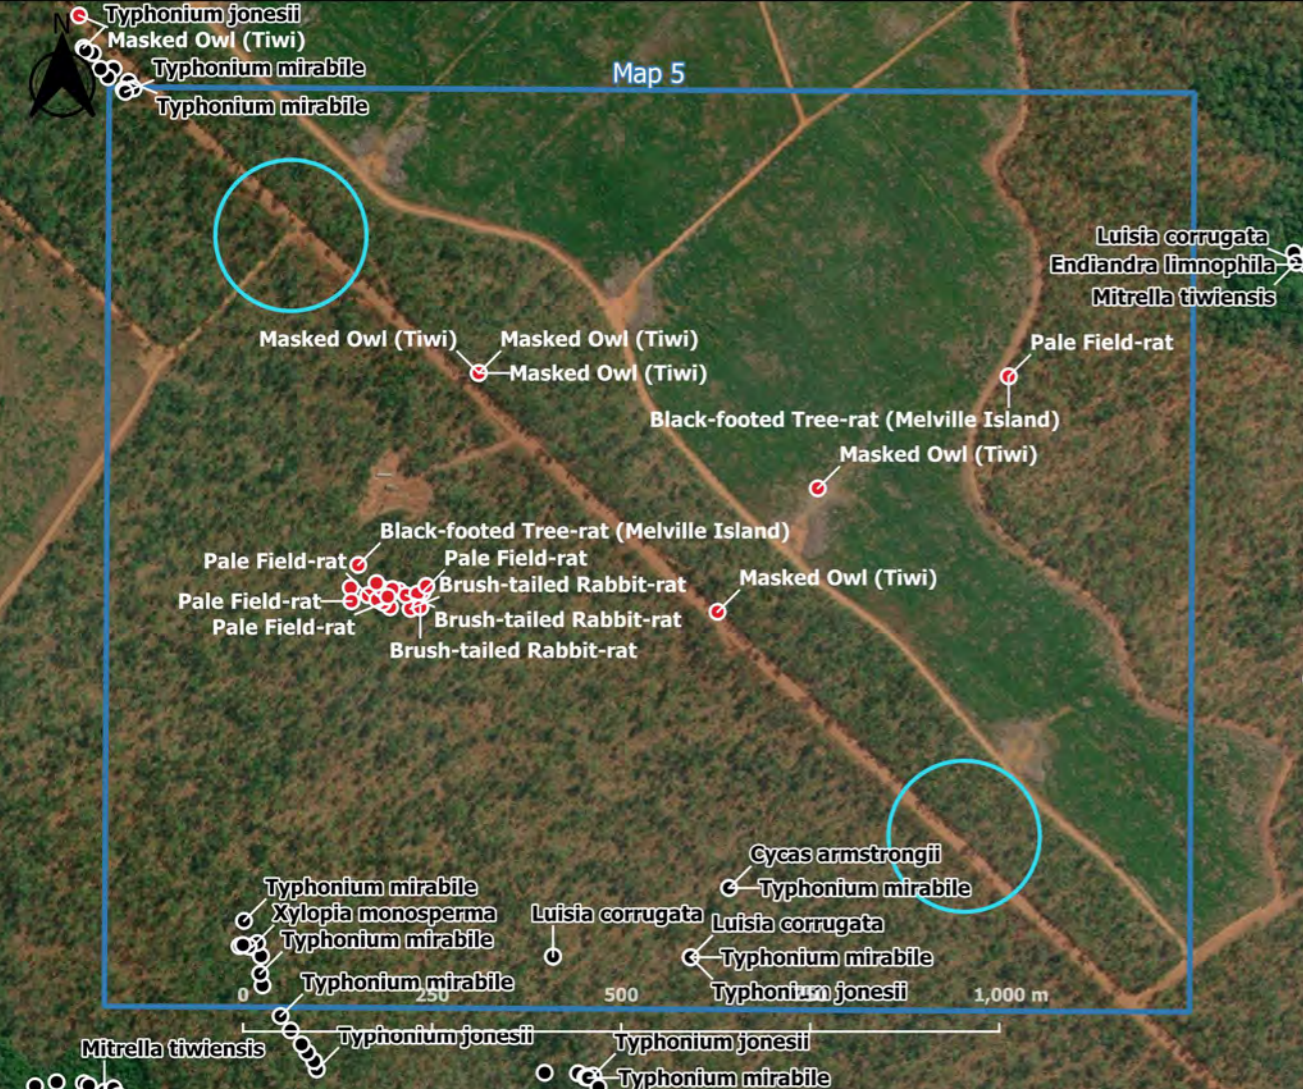 Typhonium jonesii
N
Masked Owl (Tiwi)
Typhonium mirabile
Map 5
Typhonium mirabile
Luisia corrugata
Endiandra limnophila
Mitrella tiwiensis
Masked Owl (Tiwi)
Masked Owl (Tiwi)
Masked Owl (Tiwi)
Pale Field-rat
Black-footed Tree-rat (Melville Island)
Masked Owl (Tiwi)
Black-footed Tree-rat (Melville Island)
Pale Field-rat
Pale Field-rat
Brush-tailed Rabbit-rat
Masked Owl (Tiwi)
Pale Field-rat
Brush-tailed Rabbit-rat
Pale Field-rat
Brush-tailed Rabbit-rat
Cycas armstrongii
Typhonium mirabile
Typhonium mirabile
Xylopia monosperma
Luisia corrugata
Luisia corrugata
Typhonium mirabile
Typhonium mirabile
Typhonium mirabile
Typhonium jonesii
0 250 500 750 1,000 m
Typhonium jonesii
Typhonium jonesii
Mitrella tiwiensis
Typhonium mirabile